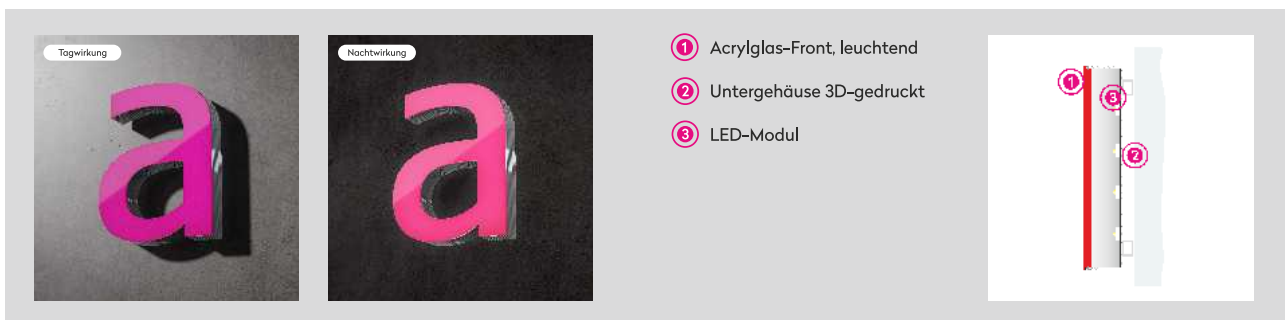 Tagwirkung
a
Nachtwirkung
a
1 Acrylglas-Front, leuchtend
2 Untergehäuse 3D-gedruckt
3 LED-Modul
1
3
2